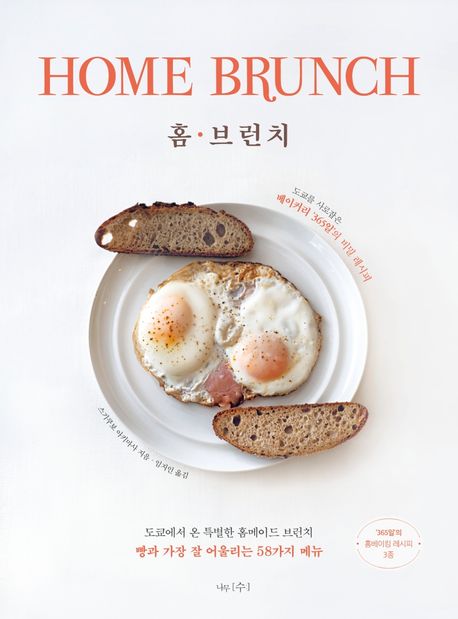 HOME BRUNCH
홈·브런치
도쿄를 사로잡은
베이커리 '365일'의 비밀 레시피
스기쿠보 아키마사 지음 · 임지인 옮김
도쿄에서 온 특별한 홈메이드 브런치
빵과 가장 잘 어울리는 58가지 메뉴
'365일'의
홈베이킹 레시피
3종
나무[수]